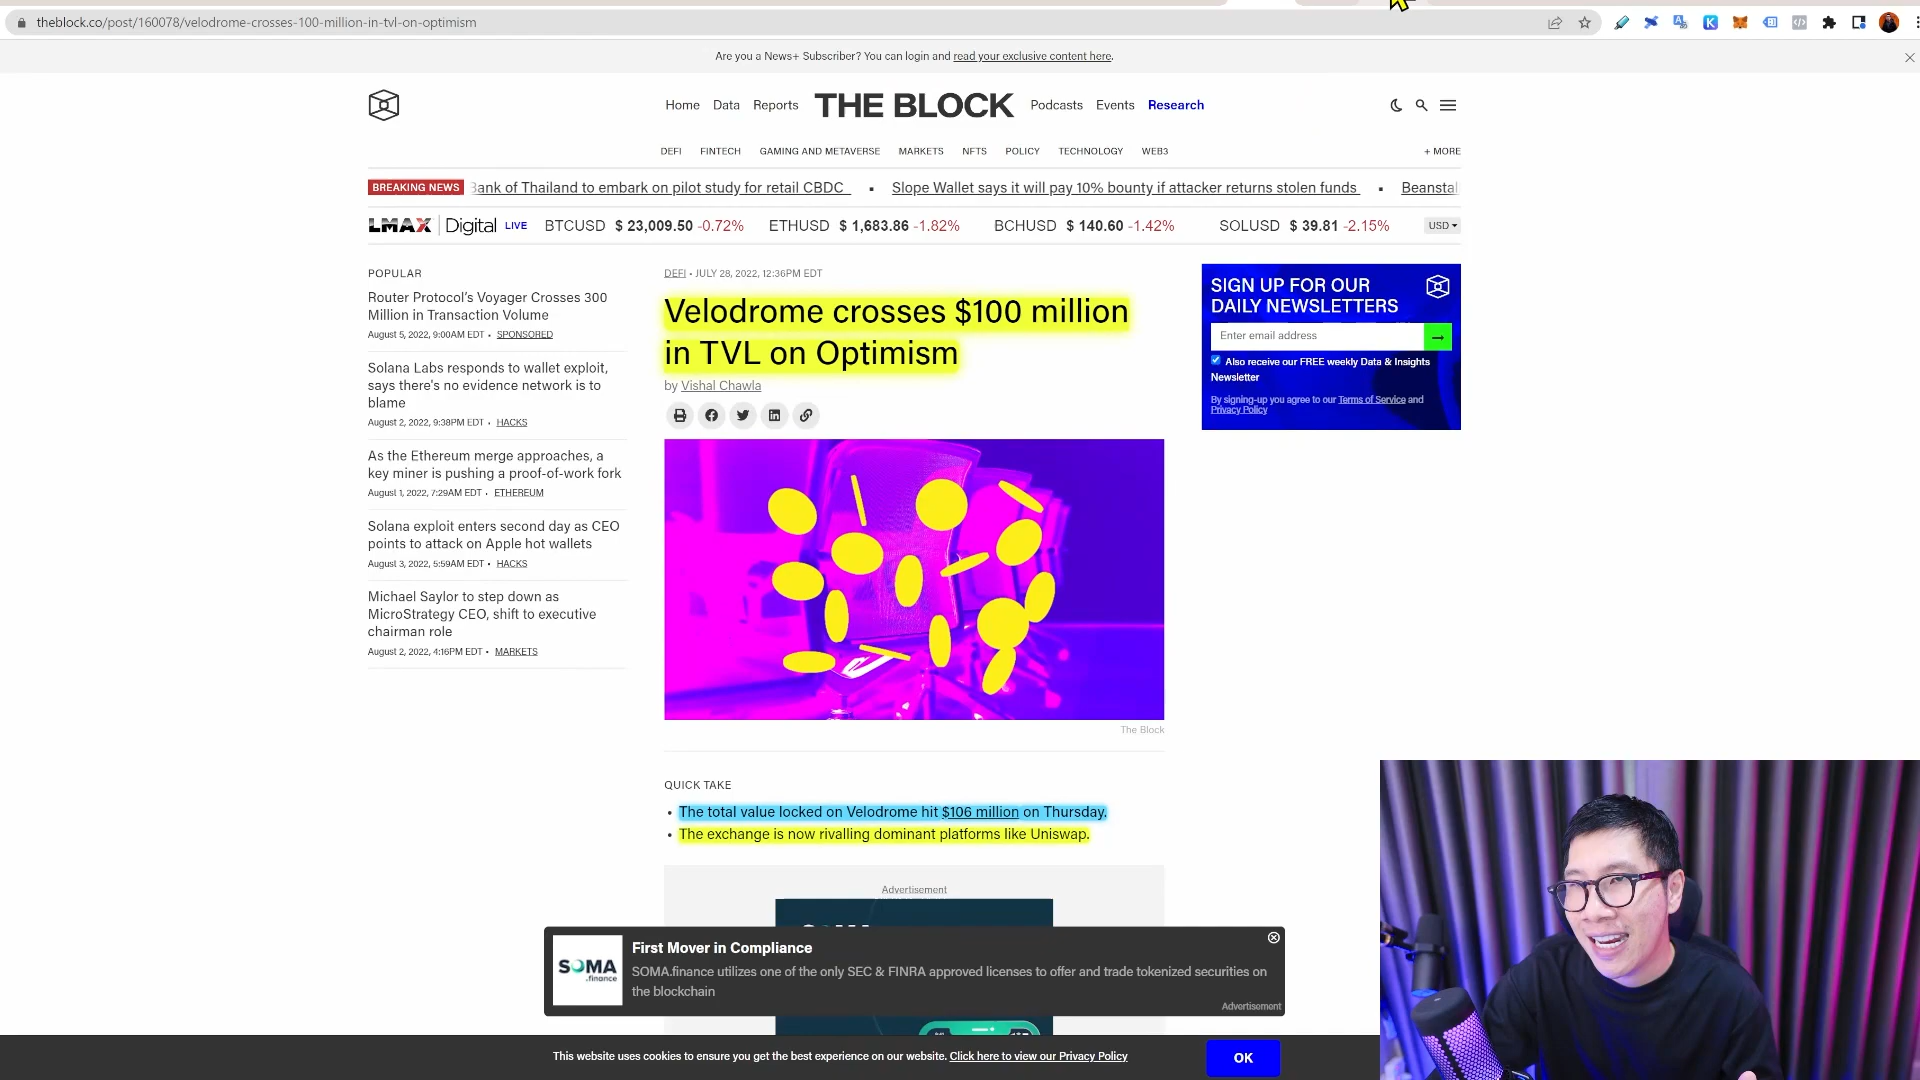 theblock.co/post/160078/velodrome-crosses-100-million-in-tvl-on-optimism
Are you a News+ Subscriber? You can login and read your exclusive content here.
Home Data Reports THE BLOCK Podcasts Events Research
DEFI FINTECH GAMING AND METAVERSE MARKETS NFTS POLICY TECHNOLOGY WEB3 + MORE
BREAKING NEWS Bank of Thailand to embark on pilot study for retail CBDC ▪ Slope Wallet says it will pay 10% bounty if attacker returns stolen funds ▪ Beanstal
LMAX Digital LIVE BTCUSD $ 23,009.50 -0.72% ETHUSD $ 1,683.86 -1.82% BCHUSD $ 140.60 -1.42% SOLUSD $ 39.81 -2.15% USD
POPULAR
Router Protocol's Voyager Crosses 300
Million in Transaction Volume
August 5, 2022, 9:00AM EDT • SPONSORED
Solana Labs responds to wallet exploit,
says there's no evidence network is to
blame
August 2, 2022, 9:38PM EDT • HACKS
As the Ethereum merge approaches, a
key miner is pushing a proof-of-work fork
August 1, 2022, 7:29AM EDT • ETHEREUM
Solana exploit enters second day as CEO
points to attack on Apple hot wallets
August 3, 2022, 5:59AM EDT • HACKS
Michael Saylor to step down as
MicroStrategy CEO, shift to executive
chairman role
August 2, 2022, 4:16PM EDT • MARKETS
DEFI • JULY 28, 2022, 12:36PM EDT
Velodrome crosses $100 million
in TVL on Optimism
by Vishal Chawla
The Block
QUICK TAKE
• The total value locked on Velodrome hit $106 million on Thursday.
• The exchange is now rivalling dominant platforms like Uniswap.
Advertisement
SIGN UP FOR OUR
DAILY NEWSLETTERS
Enter email address
Also receive our FREE weekly Data & Insights
Newsletter
By signing-up you agree to our Terms of Service and
Privacy Policy
SOMA
.finance
First Mover in Compliance
SOMA.finance utilizes one of the only SEC & FINRA approved licenses to offer and trade tokenized securities on
the blockchain
Advertisement
This website uses cookies to ensure you get the best experience on our website. Click here to view our Privacy Policy
OK